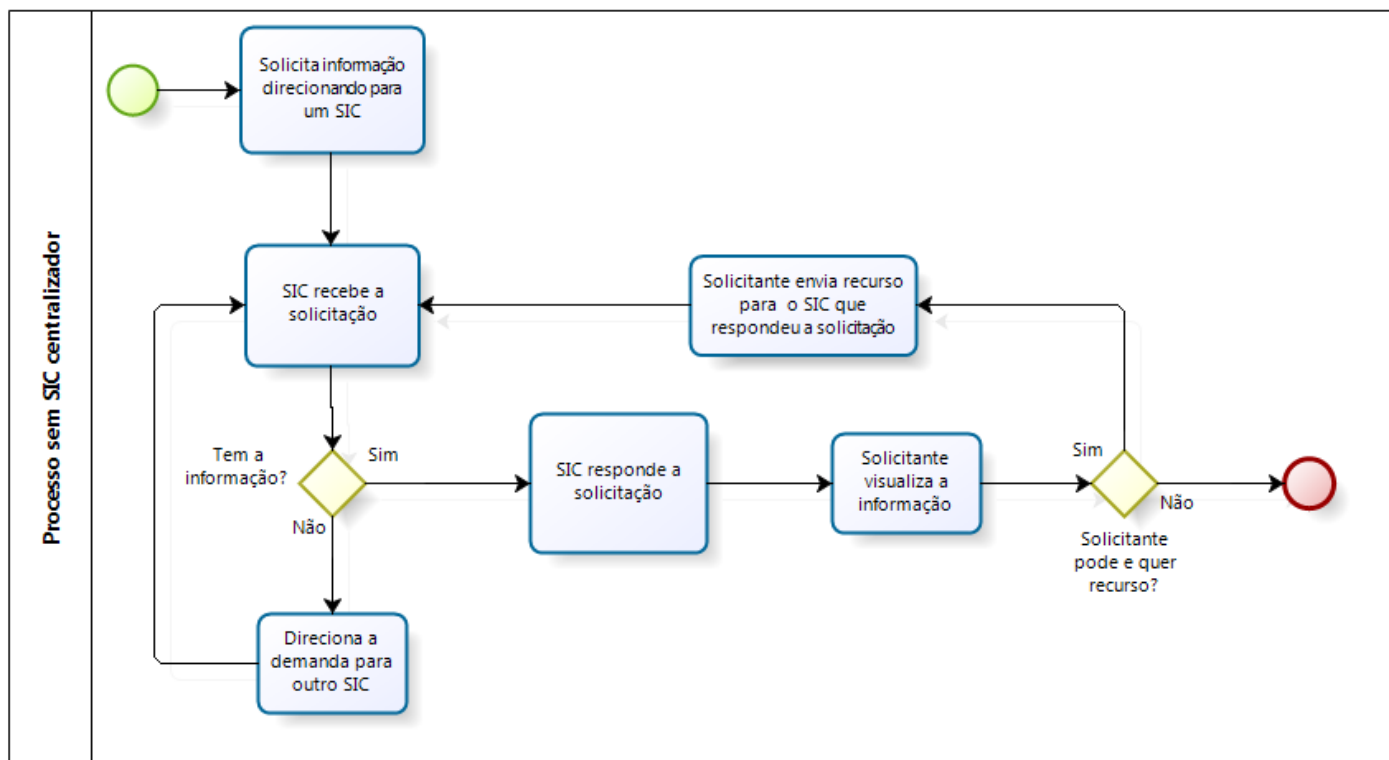 Processo sem SIC centralizador
Solicita informação
direcionando para
um SIC
SIC recebe a
solicitação
Solicitante envia recurso
para o SIC que
respondeu a solicitação
Tem a
informação?
Sim
Não
SIC responde a
solicitação
Solicitante
visualiza a
informação
Sim
Não
Solicitante
pode e quer
recurso?
Direciona a
demanda para
outro SIC